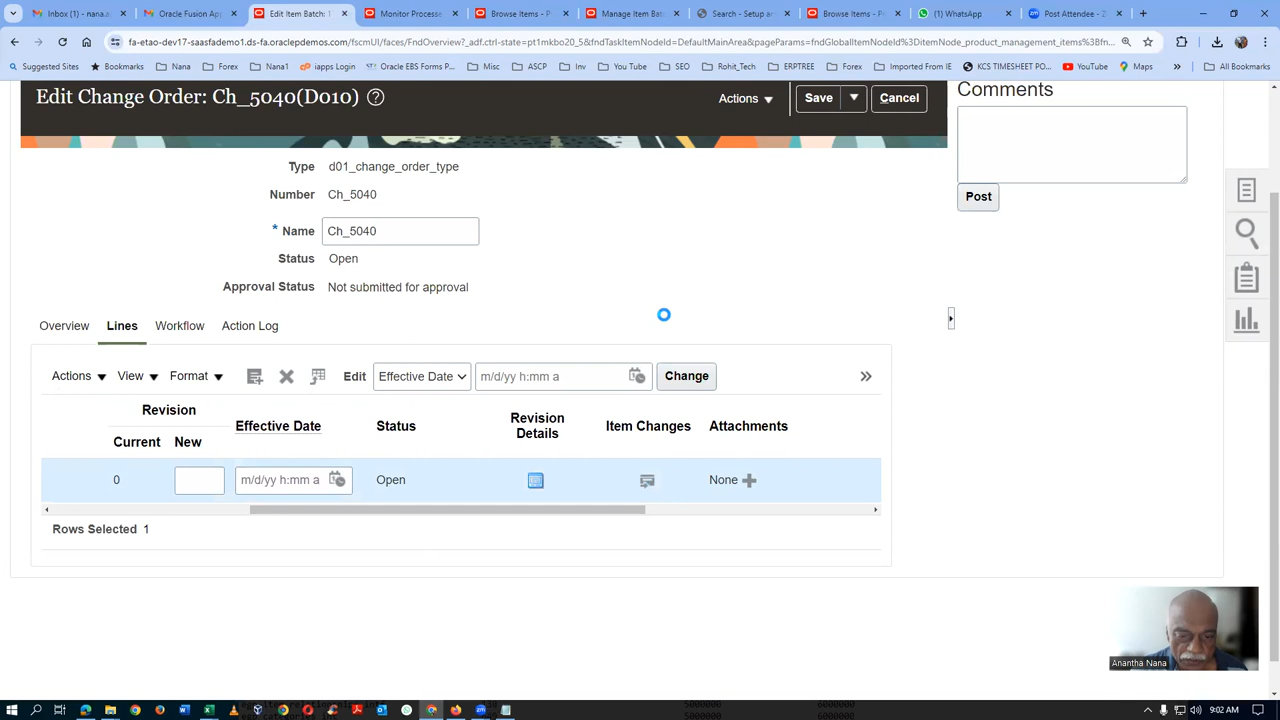 Inbox (1) - nana.a
Oracle Fusion App
Edit Item Batch: 1
Monitor Processe
Browse Items - P
Manage Item Bat
Search - Setup an
Browse Items - P
(1) WhatsApp
Post Attendee - Z
fa-etao-dev17-saasfademo1.ds-fa.oraclepdemos.com/fscmUI/faces/FndOverview?_adf.ctrl-state=pt1mkbo20_5&fndTaskItemNodeId=DefaultMainArea&pageParams=fndGlobalItemNodeId%3DitemNode_product_management_items%3Bfn...
Suggested Sites Bookmarks Nana Forex Nana1 iapps Login Oracle EBS Forms P... Misc ASCP Inv You Tube SEO Rohit_Tech Forex Imported From IE KCS TIMESHEET PO... YouTube Maps » All Bookmarks
Edit Change Order: Ch_5040(D010) ?
Actions Save Cancel
Comments
Post
Type d01_change_order_type
Number Ch_5040
* Name Ch_5040
Status Open
Approval Status Not submitted for approval
Overview Lines Workflow Action Log
Actions View Format Edit Effective Date m/d/yy h:mm a Change »
Revision
Current New Effective Date Status Revision Details Item Changes Attachments
0 m/d/yy h:mm a Open None
Rows Selected 1
Anantha Nana
5000000 6000000
9:02 AM